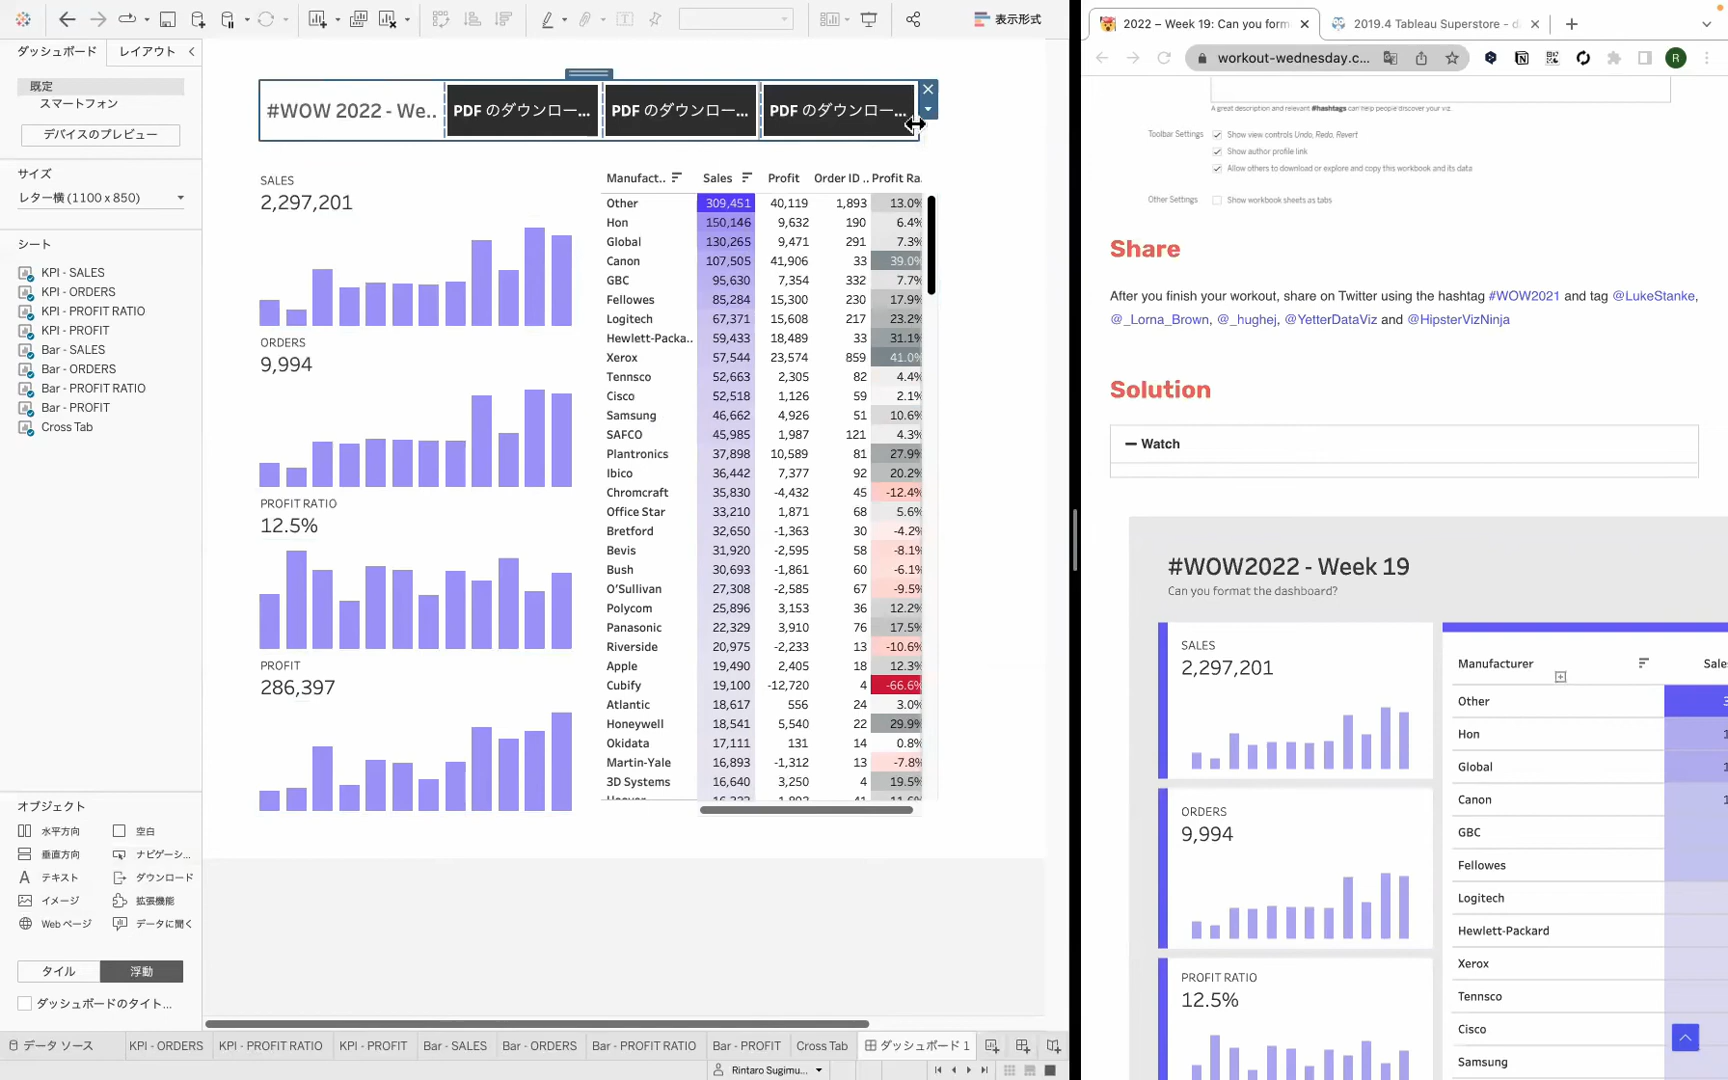 表示形式
ダッシュボード
レイアウト
既定
スマートフォン
デバイスのプレビュー
サイズ
レター横 (1100 x 850)
シート
KPI - SALES
KPI - ORDERS
KPI - PROFIT RATIO
KPI - PROFIT
Bar - SALES
Bar - ORDERS
Bar - PROFIT RATIO
Bar - PROFIT
Cross Tab
オブジェクト
水平方向
空白
垂直方向
ナビゲーシ...
テキスト
ダウンロード
イメージ
拡張機能
Web ページ
データに聞く
タイル
浮動
ダッシュボードのタイト...
#WOW 2022 - We..
PDF のダウンロー...
PDF のダウンロー...
PDF のダウンロー...
SALES
2,297,201
ORDERS
9,994
PROFIT RATIO
12.5%
PROFIT
286,397
Manufact.. Sales Profit Order ID .. Profit Ra.
Other 309,451 40,119 1,893 13.0%
Hon 150,146 9,632 190 6.4%
Global 130,265 9,471 291 7.3%
Canon 107,505 41,906 33 39.0%
GBC 95,630 7,354 332 7.7%
Fellowes 85,284 15,300 230 17.9%
Logitech 67,371 15,608 217 23.2%
Hewlett-Packa.. 59,433 18,489 33 31.1%
Xerox 57,544 23,574 859 41.0%
Tennsco 52,663 2,305 82 4.4%
Cisco 52,518 1,126 59 2.1%
Samsung 46,662 4,926 51 10.6%
SAFCO 45,985 1,987 121 4.3%
Plantronics 37,898 10,589 81 27.9%
Ibico 36,442 7,377 92 20.2%
Chromcraft 35,830 -4,432 45 -12.4%
Office Star 33,210 1,871 68 5.6%
Bretford 32,650 -1,363 30 -4.2%
Bevis 31,920 -2,595 58 -8.1%
Bush 30,693 -1,861 60 -6.1%
O'Sullivan 27,308 -2,585 67 -9.5%
Polycom 25,896 3,153 36 12.2%
Panasonic 22,329 3,910 76 17.5%
Riverside 20,975 -2,233 13 -10.6%
Apple 19,490 2,405 18 12.3%
Cubify 19,100 -12,720 4 -66.6%
Atlantic 18,617 556 24 3.0%
Honeywell 18,541 5,540 22 29.9%
Okidata 17,111 131 14 0.8%
Martin-Yale 16,893 -1,312 13 -7.8%
3D Systems 16,640 3,250 4 19.5%
データ ソース
KPI - ORDERS
KPI - PROFIT RATIO
KPI - PROFIT
Bar - SALES
Bar - ORDERS
Bar - PROFIT RATIO
Bar - PROFIT
Cross Tab
ダッシュボード 1
Rintaro Sugimu...
2022 – Week 19: Can you form
2019.4 Tableau Superstore - d
workout-wednesday.c...
R
A great description and relevant #hashtags can help people discover your viz.
Toolbar Settings
Show view controls Undo, Redo, Revert
Show author profile link
Allow others to download or explore and copy this workbook and its data
Other Settings
Show workbook sheets as tabs
Share
After you finish your workout, share on Twitter using the hashtag #WOW2021 and tag @LukeStanke,
@_Lorna_Brown, @_hughej, @YetterDataViz and @HipsterVizNinja
Solution
Watch
#WOW2022 - Week 19
Can you format the dashboard?
SALES
2,297,201
ORDERS
9,994
PROFIT RATIO
12.5%
Manufacturer
Other
Hon
Global
Canon
GBC
Fellowes
Logitech
Hewlett-Packard
Xerox
Tennsco
Cisco
Samsung